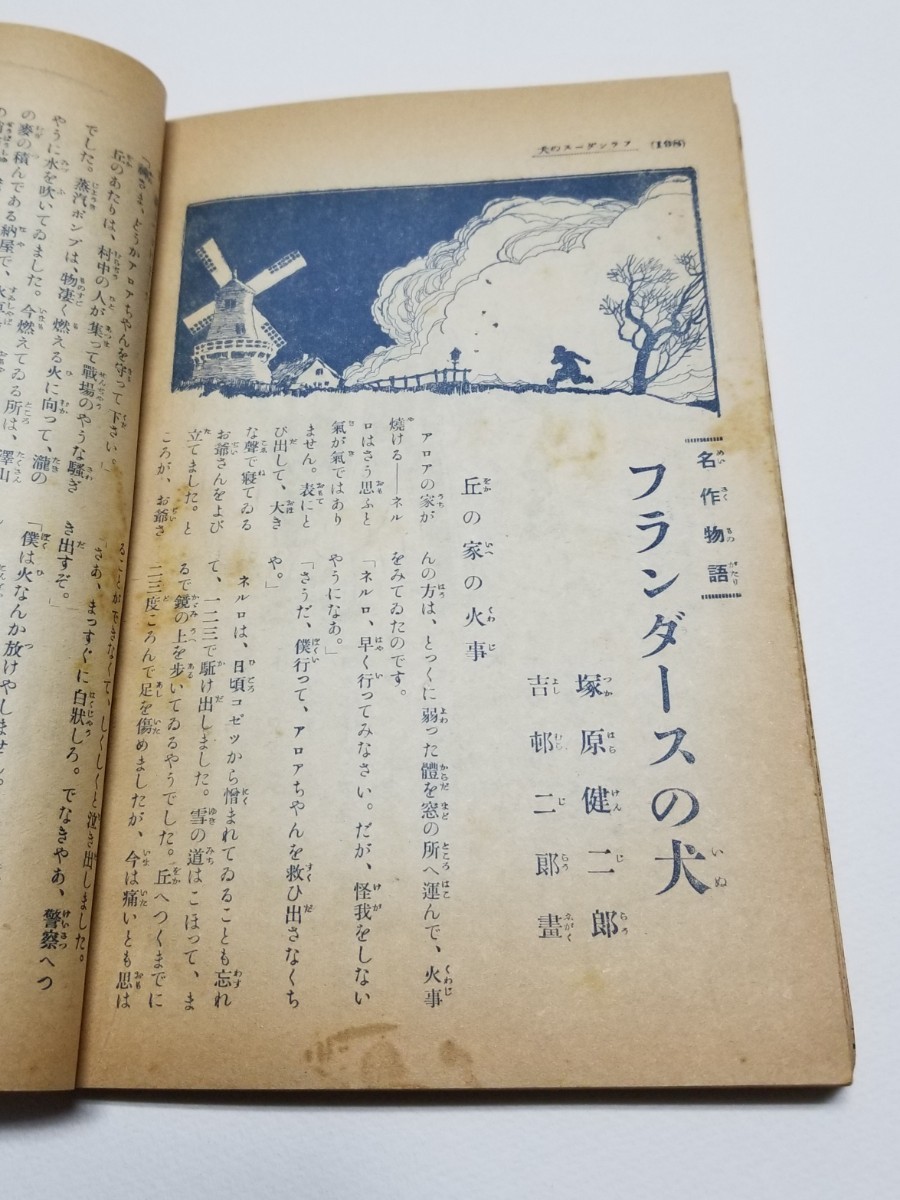 (198) フランダースの犬
名作物語
フランダースの犬
塚原健二郎
吉邨二郎畫
丘の家の火事
アロアの家が
燒ける――ネル
ロはさう思ふと
氣が氣ではあり
ません。表にと
び出して、大き
な聲で寢てゐる
お爺さんをよび
立てました。と
ころが、お爺さ
んの方は、とっくに弱った體を窓の所へ運んで、火事
をみてゐたのです。
「ネルロ、早く行ってみなさい。だが、怪我をしない
やうになあ。」
「さうだ、僕行って、アロアちやんを救ひ出さなくち
や。」
ネルロは、日頃コゼツから憎まれてゐることも忘れ
て、一二三で駈け出しました。雪の道はこほって、ま
るで鏡の上を歩いてゐるやうでした。丘へつくまでに
二三度ころんで足を傷めましたが、今は痛いとも思は
さま、どうかアロアちやんを守って下さい。」
丘のあたりは、村中の人が集って戰場のやうな騷ぎ
でした。蒸汽ポンプは、物凄く燃える火に向って、瀧の
やうに水を吹いてゐました。今燃えてゐる所は、澤山
の麥の積んである納屋で、
ることができなくて、しくしくと泣き出しました。
「さあ、まっすぐに白狀しろ。でなきやあ、警察へつ
き出すぞ。」
「僕は火なんか放けやしません。